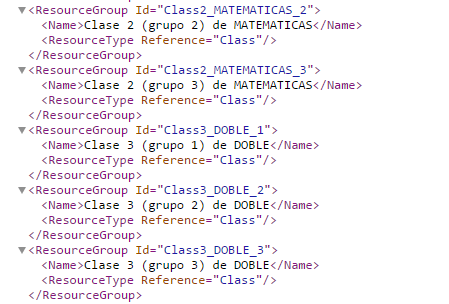 ▼<ResourceGroup Id="Class2_MATEMATICAS_2">
<Name>Clase 2 (grupo 2) de MATEMATICAS</Name>
<ResourceType Reference="Class"/>
</ResourceGroup>
▼<ResourceGroup Id="Class2_MATEMATICAS_3">
<Name>Clase 2 (grupo 3) de MATEMATICAS</Name>
<ResourceType Reference="Class"/>
</ResourceGroup>
▼<ResourceGroup Id="Class3_DOBLE_1">
<Name>Clase 3 (grupo 1) de DOBLE</Name>
<ResourceType Reference="Class"/>
</ResourceGroup>
▼<ResourceGroup Id="Class3_DOBLE_2">
<Name>Clase 3 (grupo 2) de DOBLE</Name>
<ResourceType Reference="Class"/>
</ResourceGroup>
▼<ResourceGroup Id="Class3_DOBLE_3">
<Name>Clase 3 (grupo 3) de DOBLE</Name>
<ResourceType Reference="Class"/>
</ResourceGroup>